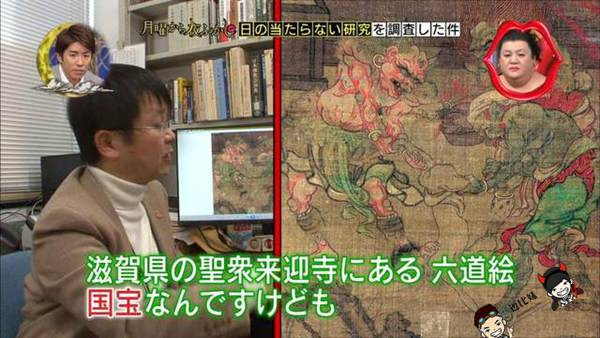 月曜から夜ふかし
日の当たらない研究を調査した件
滋賀県の聖衆来迎寺にある 六道絵
国宝なんですけども